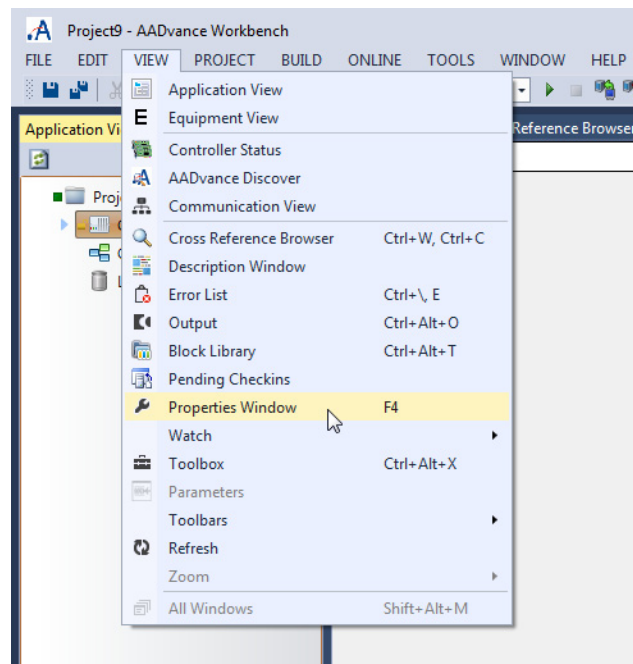 Project9 - AADvance Workbench
FILE EDIT VIEW PROJECT BUILD ONLINE TOOLS WINDOW HELP
Application View
E Equipment View
Controller Status
AADvance Discover
Communication View
Cross Reference Browser Ctrl+W, Ctrl+C
Description Window
Error List Ctrl+\, E
Output Ctrl+Alt+O
Block Library Ctrl+Alt+T
Pending Checkins
Properties Window F4
Watch
Toolbox Ctrl+Alt+X
Parameters
Toolbars
Refresh
Zoom
All Windows Shift+Alt+M
Application Vi
Proj
Reference Browser